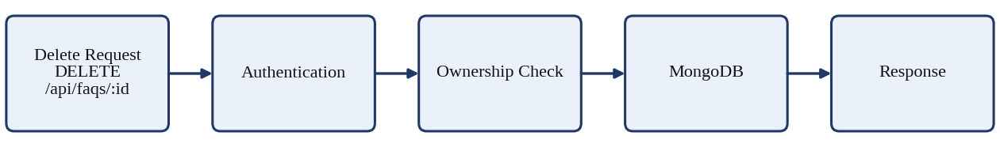 Delete Request
DELETE
/api/faqs/:id
Authentication
Ownership Check
MongoDB
Response